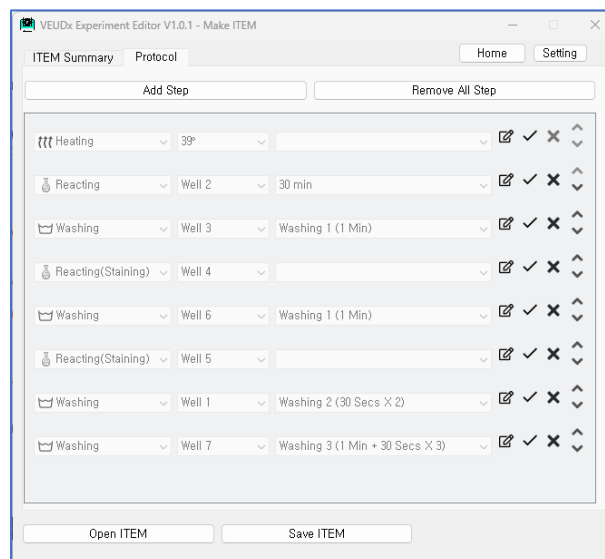 VEUDx Experiment Editor V1.0.1 - Make ITEM
ITEM Summary Protocol Home Setting
Add Step Remove All Step
Heating 39°
Reacting Well 2 30 min
Washing Well 3 Washing 1 (1 Min)
Reacting(Staining) Well 4
Washing Well 6 Washing 1 (1 Min)
Reacting(Staining) Well 5
Washing Well 1 Washing 2 (30 Secs X 2)
Washing Well 7 Washing 3 (1 Min + 30 Secs X 3)
Open ITEM Save ITEM